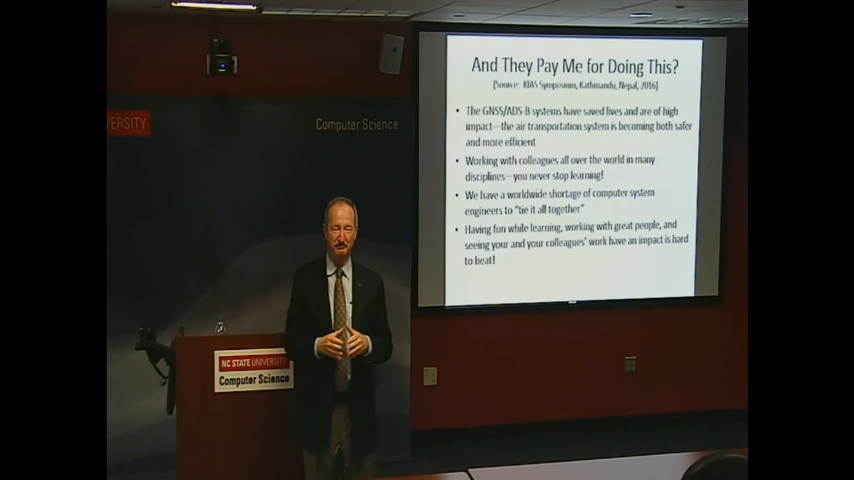 And They Pay Me for Doing This?
(Source: KIAS Symposium, Kathmandu, Nepal, 2016)
• The GNSS/ADS-B systems have saved lives and are of high
impact—the air transportation system is becoming both safer
and more efficient
• Working with colleagues all over the world in many
disciplines—you never stop learning!
• We have a worldwide shortage of computer system
engineers to “tie it all together”
• Having fun while learning, working with great people, and
seeing your and your colleagues’ work have an impact is hard
to beat!
VERSITY
Computer Science
NC STATE UNIVERSITY
Computer Science